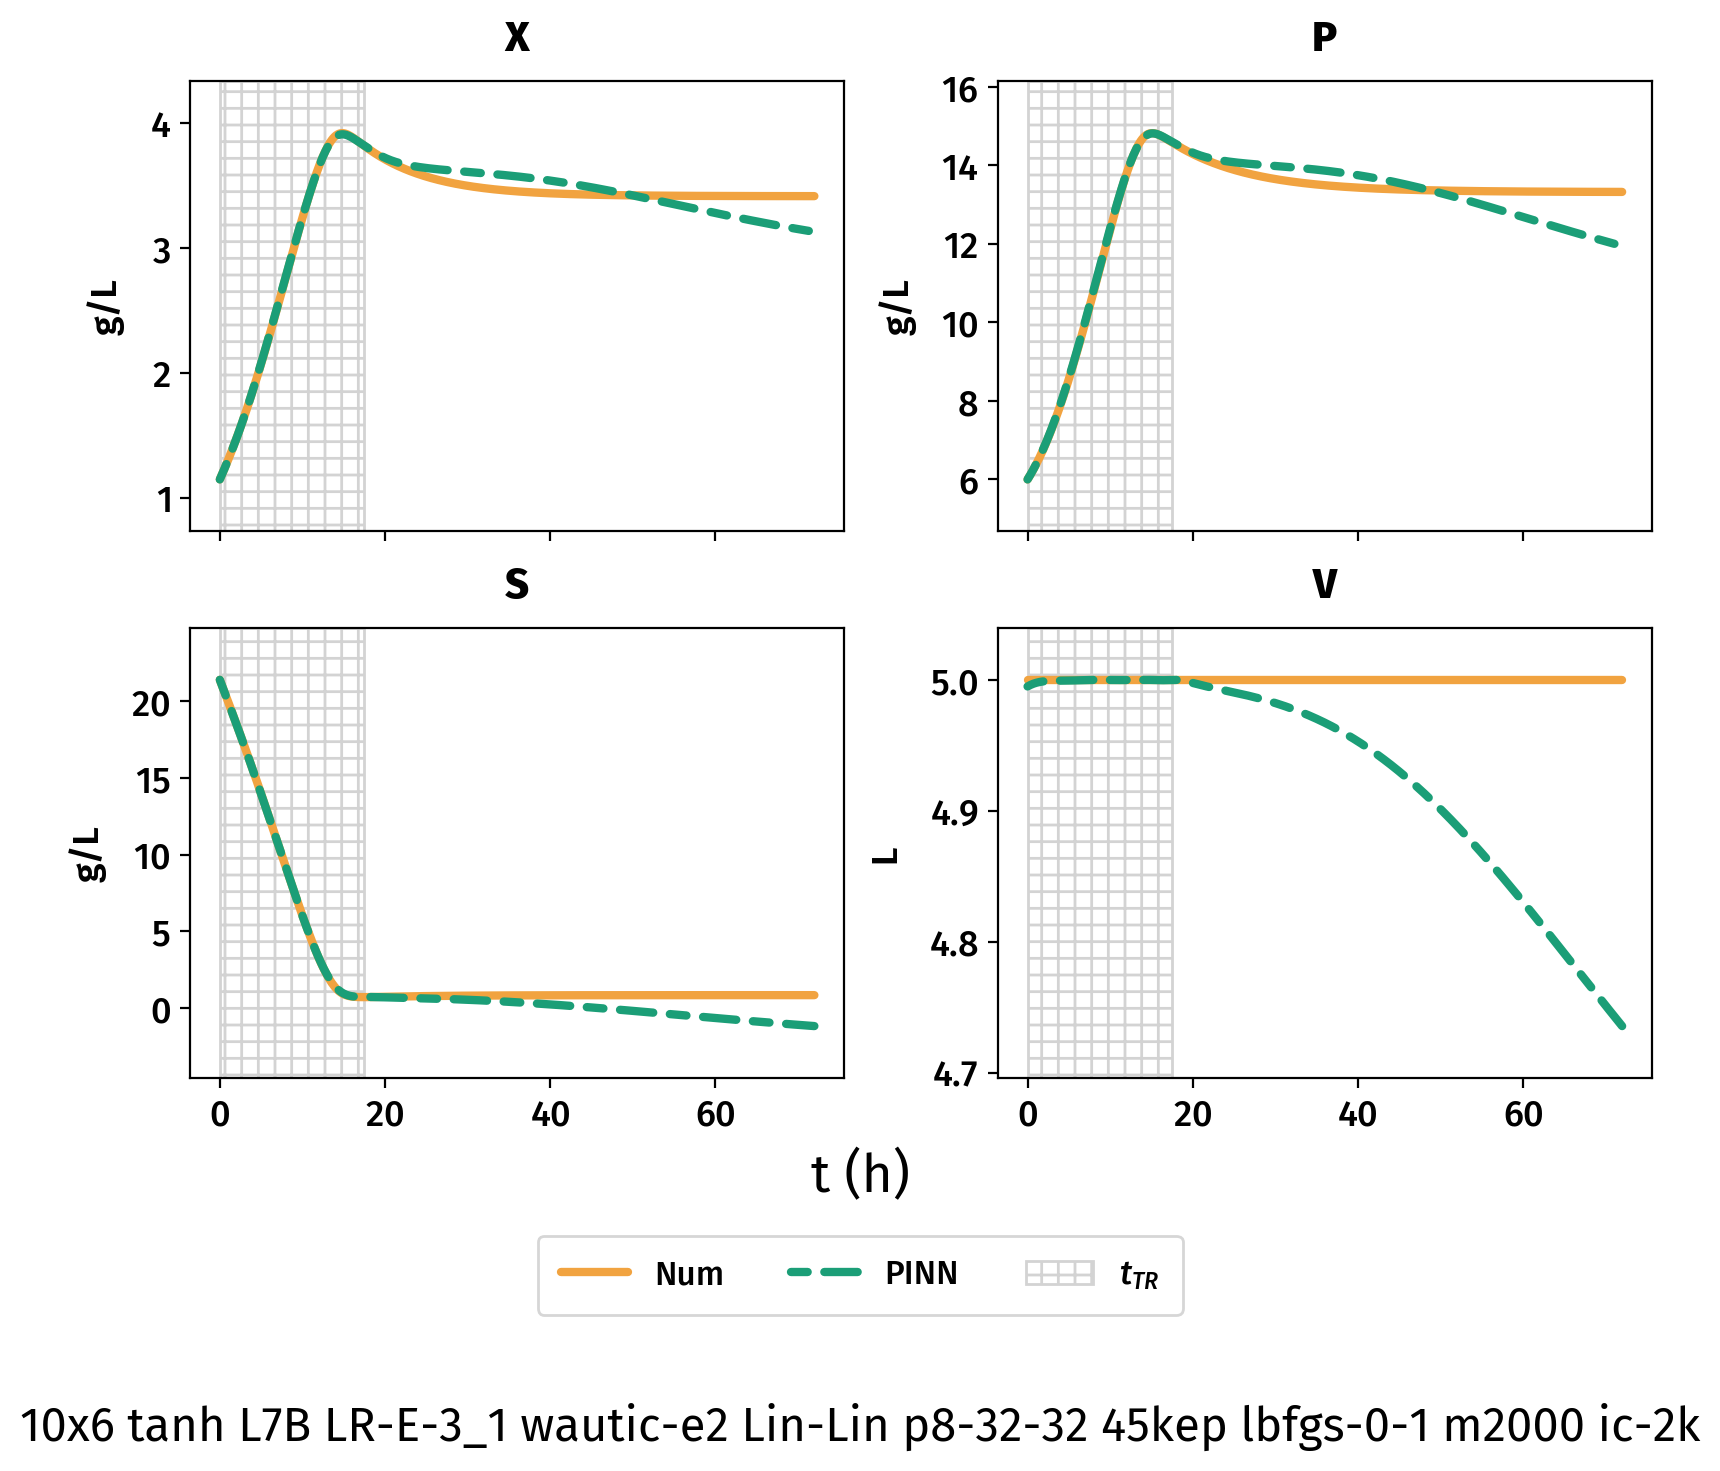 X
P
4
3
2
1
g/L
16
14
12
10
8
6
g/L
S
V
20
15
10
5
0
g/L
0 20 40 60
5.0
4.9
4.8
4.7
L
0 20 40 60
t (h)
Num PINN tTR
10x6 tanh L7B LR-E-3_1 wautic-e2 Lin-Lin p8-32-32 45kep lbfgs-0-1 m2000 ic-2k